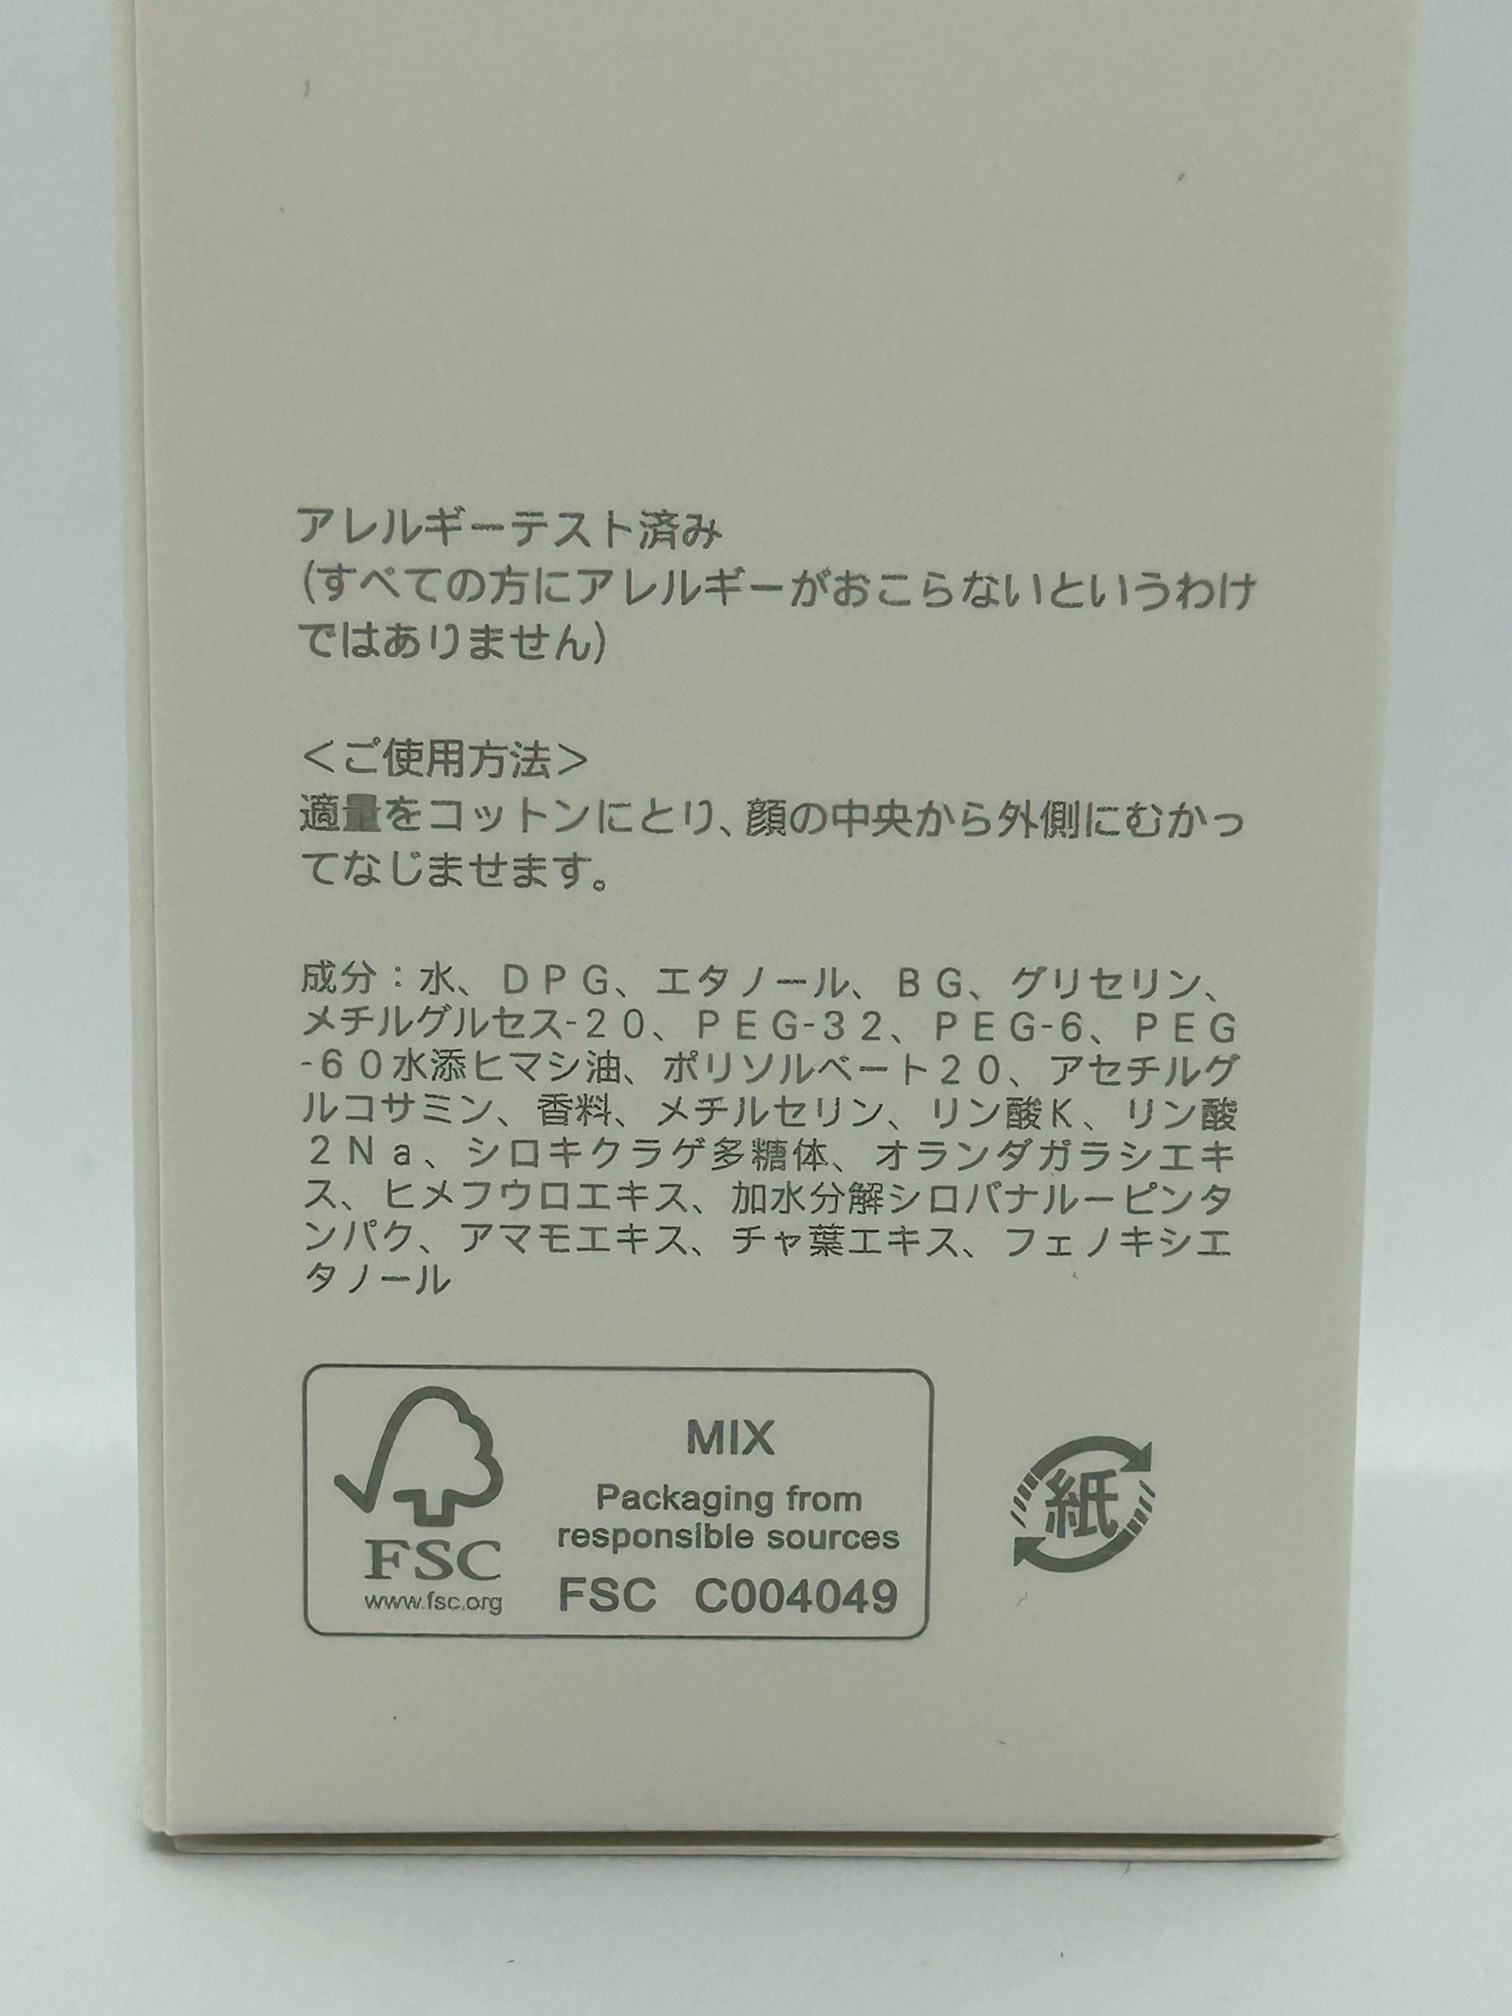 アレルギーテスト済み
(すべての方にアレルギーがおこらないというわけ
ではありません)
＜ご使用方法＞
適量をコットンにとり、顔の中央から外側にむかっ
てなじませます。
成分：水、ＤＰＧ、エタノール、ＢＧ、グリセリン、
メチルグルセス-２０、ＰＥＧ-３２、ＰＥＧ-６、ＰＥＧ
-６０水添ヒマシ油、ポリソルベート２０、アセチルグ
ルコサミン、香料、メチルセリン、リン酸Ｋ、リン酸
２Ｎａ、シロキクラゲ多糖体、オランダガラシエキ
ス、ヒメフウロエキス、加水分解シロバナルーピンタ
ンパク、アマモエキス、チャ葉エキス、フェノキシエ
タノール
FSC
www.fsc.org
MIX
Packaging from
responsible sources
FSC C004049
紙